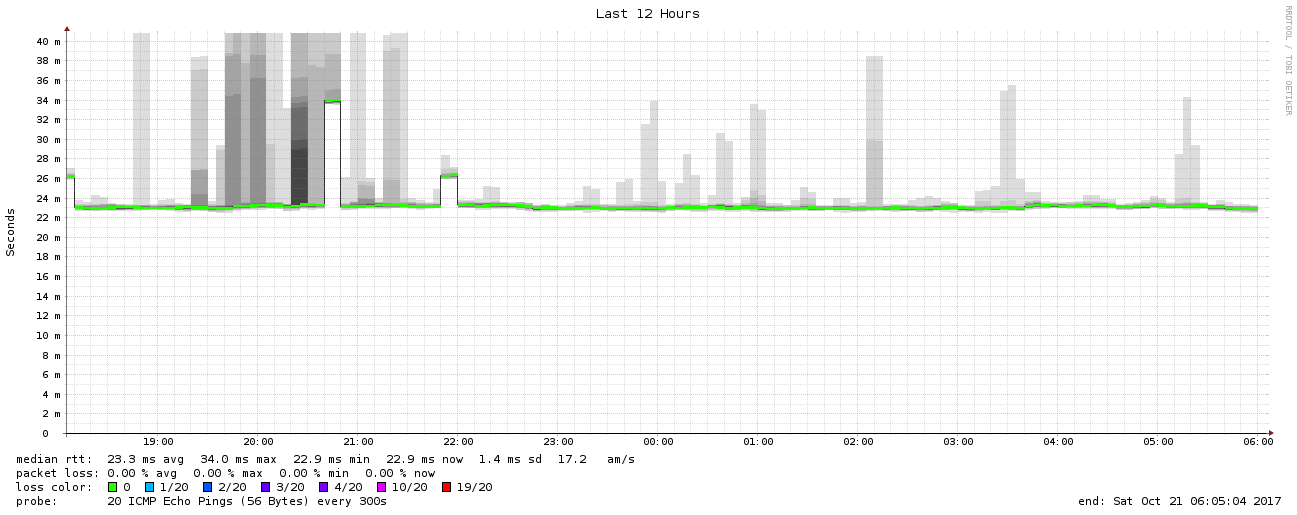 Last 12 Hours
RRDTOOL / TOBI OETIKER
Seconds
40 m
38 m
36 m
34 m
32 m
30 m
28 m
26 m
24 m
22 m
20 m
18 m
16 m
14 m
12 m
10 m
8 m
6 m
4 m
2 m
0
19:00 20:00 21:00 22:00 23:00 00:00 01:00 02:00 03:00 04:00 05:00 06:00
median rtt: 23.3 ms avg 34.0 ms max 22.9 ms min 22.9 ms now 1.4 ms sd 17.2 am/s
packet loss: 0.00 % avg 0.00 % max 0.00 % min 0.00 % now
loss color: 0 1/20 2/20 3/20 4/20 10/20 19/20
probe: 20 ICMP Echo Pings (56 Bytes) every 300s end: Sat Oct 21 06:05:04 2017